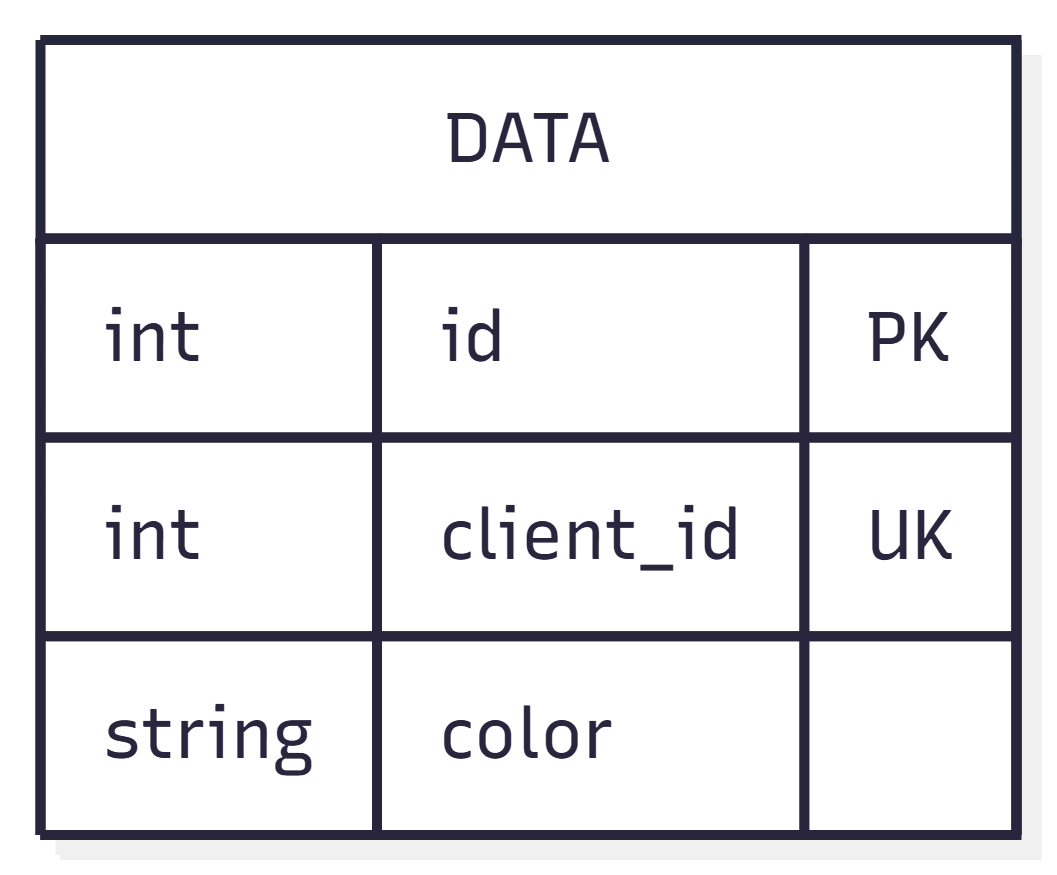 DATA
int id PK
int client_id UK
string color